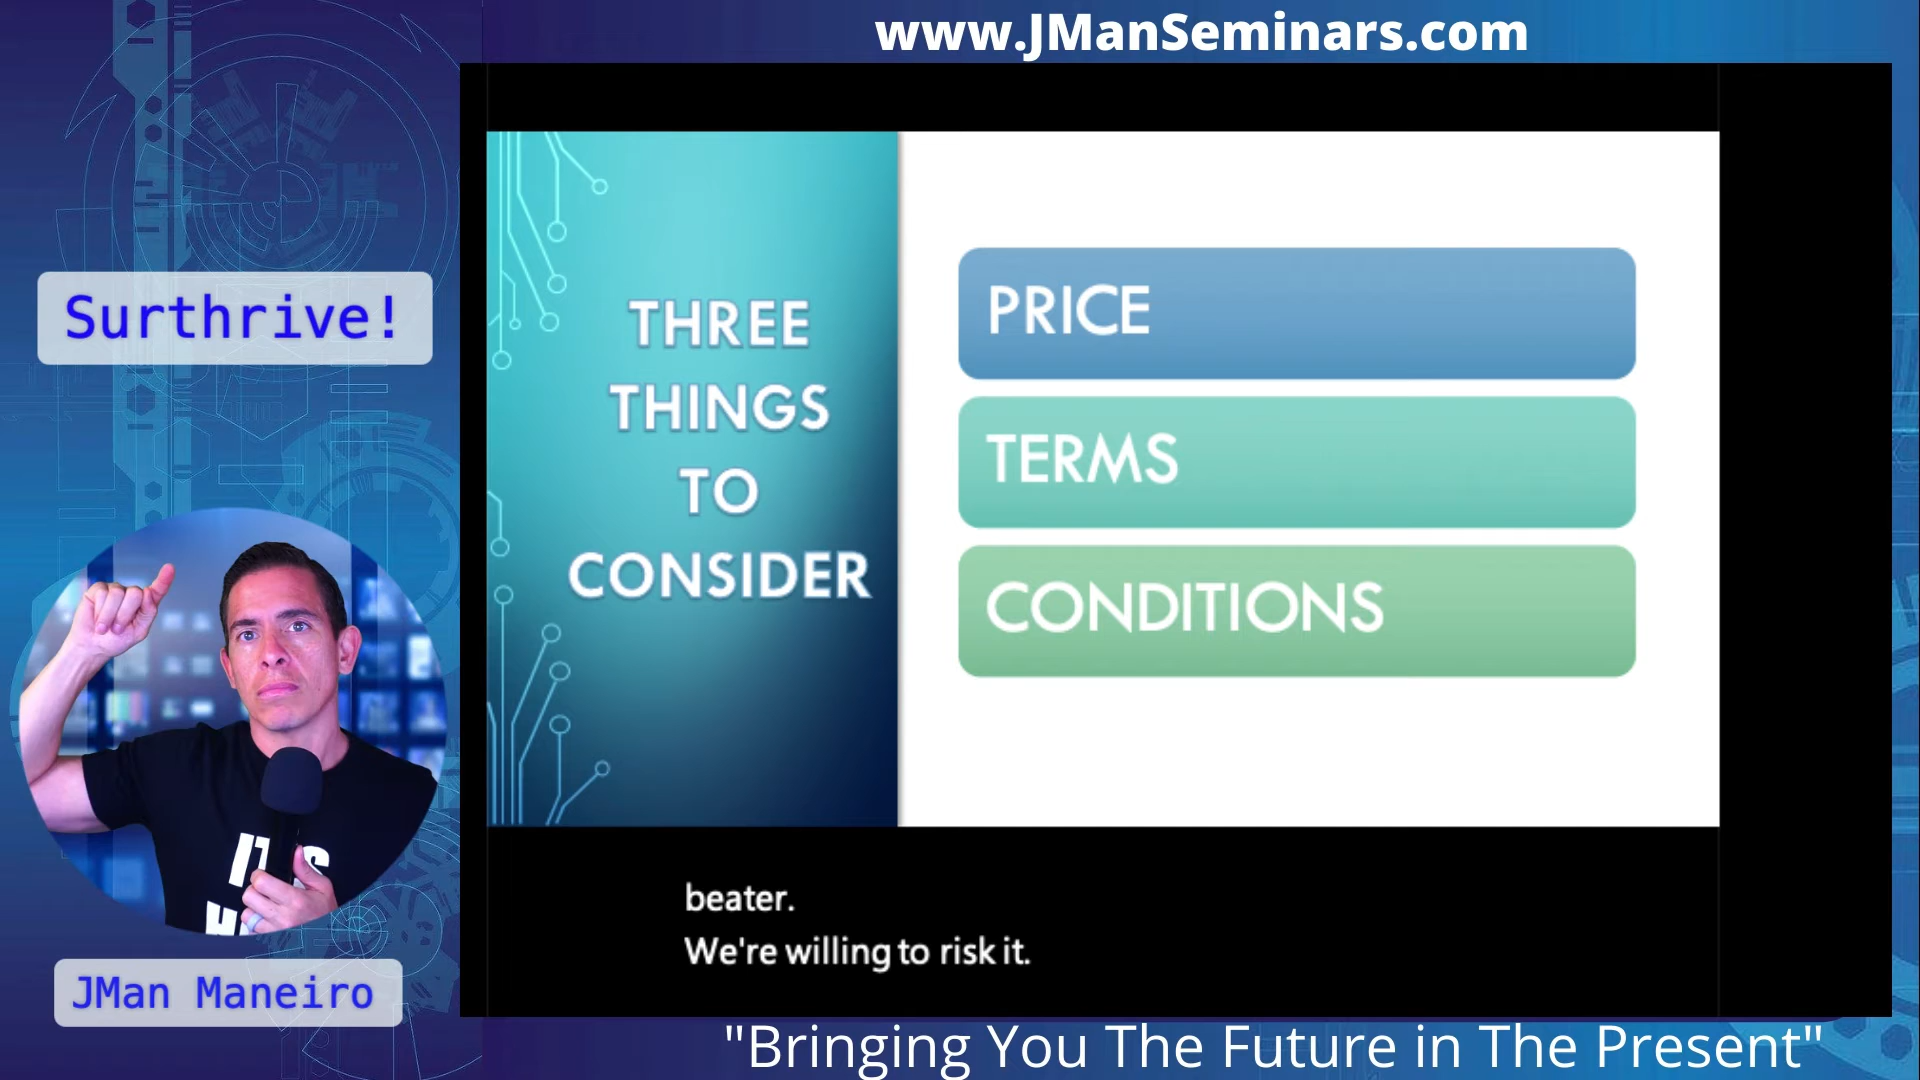 www.JManSeminars.com
Surthrive!
THREE
THINGS
TO
CONSIDER
PRICE
TERMS
CONDITIONS
beater.
We're willing to risk it.
JMan Maneiro
"Bringing You The Future in The Present"